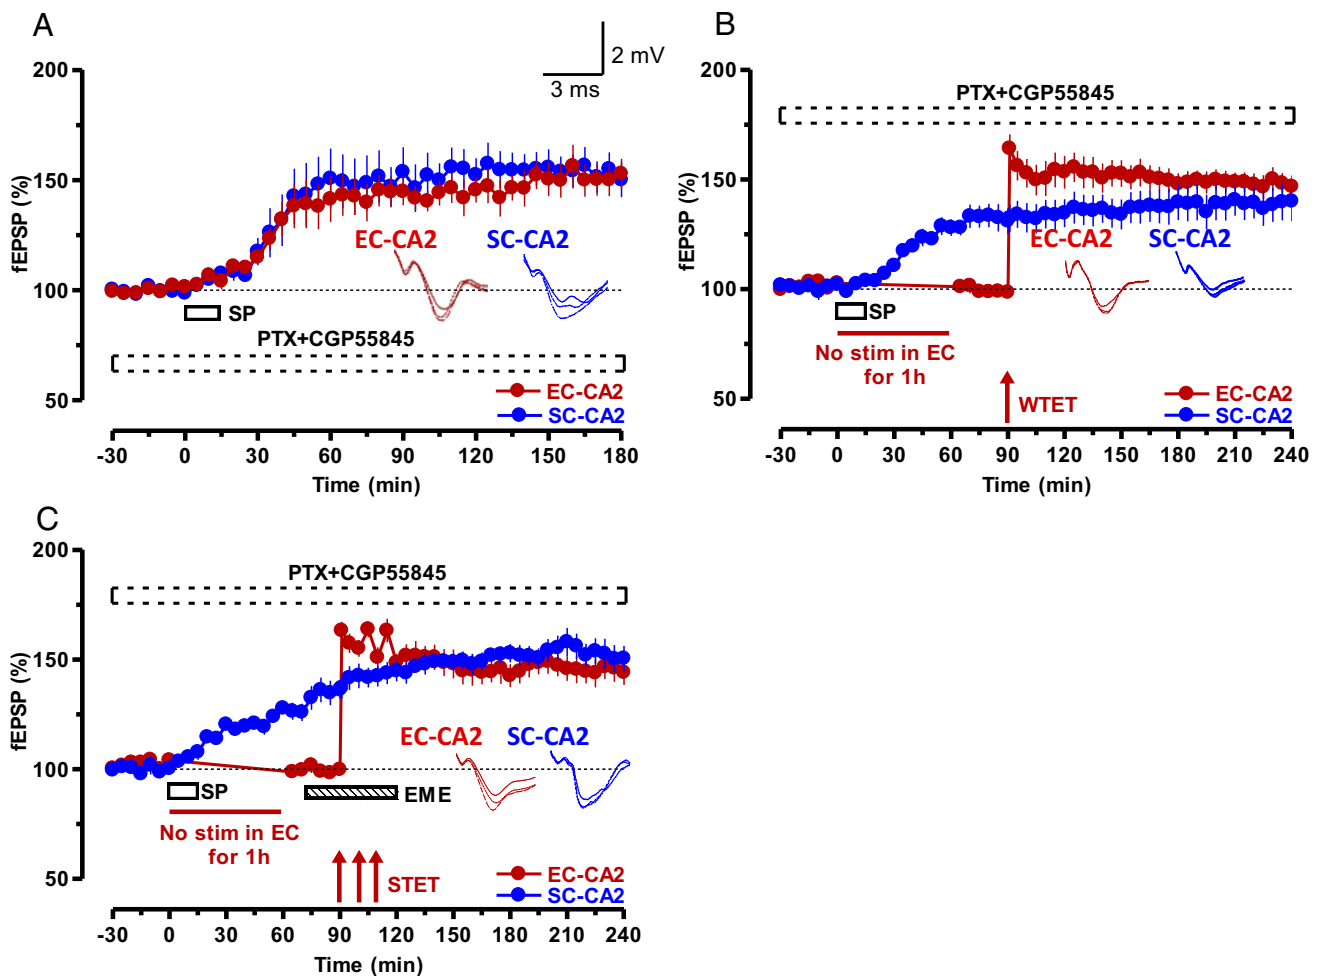 A
2 mV
3 ms
200
150
100
50
fEPSP (%)
EC-CA2 SC-CA2
SP
PTX+CGP55845
EC-CA2
SC-CA2
-30 0 30 60 90 120 150 180
Time (min)
B
200
150
100
50
fEPSP (%)
PTX+CGP55845
EC-CA2 SC-CA2
SP
No stim in EC
for 1h
WTET
EC-CA2
SC-CA2
-30 0 30 60 90 120 150 180 210 240
Time (min)
C
200
150
100
50
fEPSP (%)
PTX+CGP55845
EC-CA2 SC-CA2
SP
EME
No stim in EC
for 1h
STET
EC-CA2
SC-CA2
-30 0 30 60 90 120 150 180 210 240
Time (min)